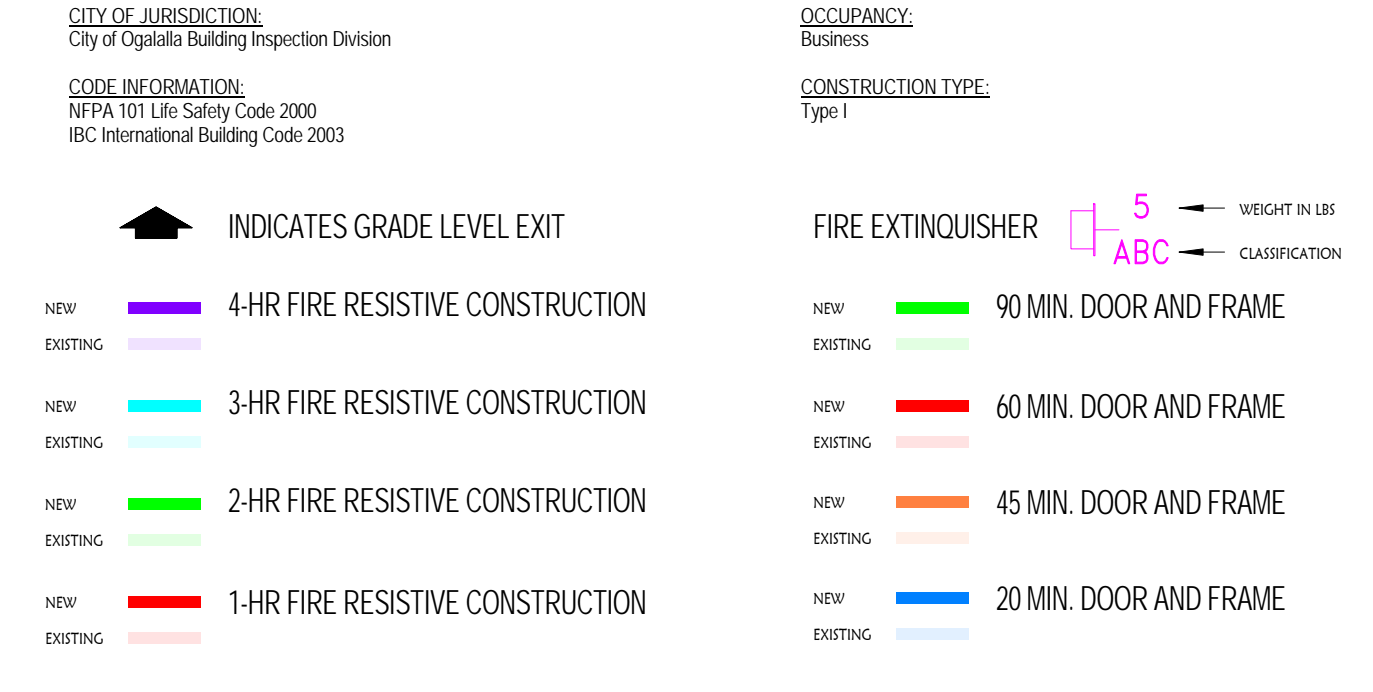 CITY OF JURISDICTION:
City of Ogalalla Building Inspection Division
CODE INFORMATION:
NFPA 101 Life Safety Code 2000
IBC International Building Code 2003
OCCUPANCY:
Business
CONSTRUCTION TYPE:
Type I
INDICATES GRADE LEVEL EXIT
NEW
4-HR FIRE RESISTIVE CONSTRUCTION
EXISTING
NEW
3-HR FIRE RESISTIVE CONSTRUCTION
EXISTING
NEW
2-HR FIRE RESISTIVE CONSTRUCTION
EXISTING
NEW
1-HR FIRE RESISTIVE CONSTRUCTION
EXISTING
FIRE EXTINQUISHER
5
WEIGHT IN LBS
ABC
CLASSIFICATION
NEW
90 MIN. DOOR AND FRAME
EXISTING
NEW
60 MIN. DOOR AND FRAME
EXISTING
NEW
45 MIN. DOOR AND FRAME
EXISTING
NEW
20 MIN. DOOR AND FRAME
EXISTING